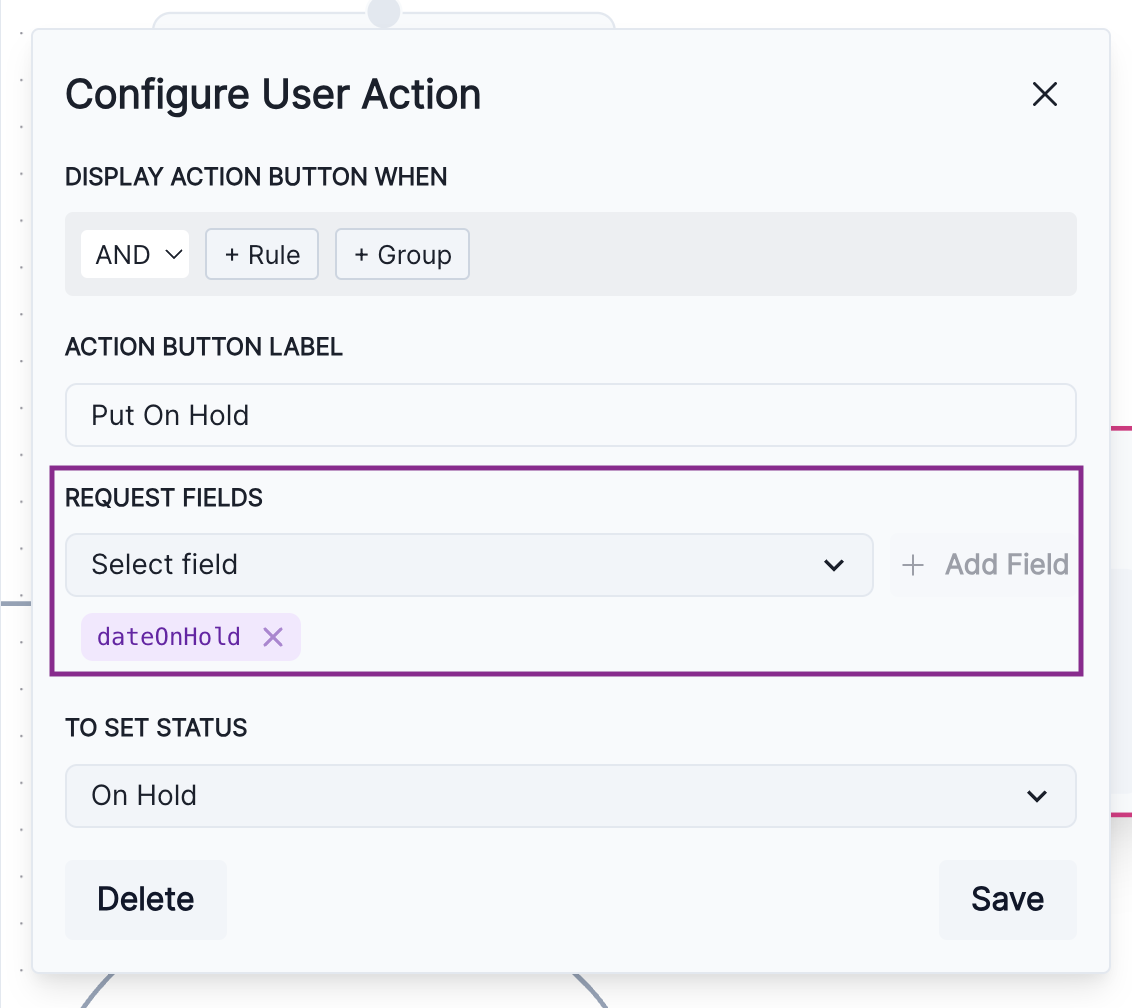 Configure User Action
DISPLAY ACTION BUTTON WHEN
AND + Rule + Group
ACTION BUTTON LABEL
Put On Hold
REQUEST FIELDS
Select field + Add Field
dateOnHold
TO SET STATUS
On Hold
Delete Save